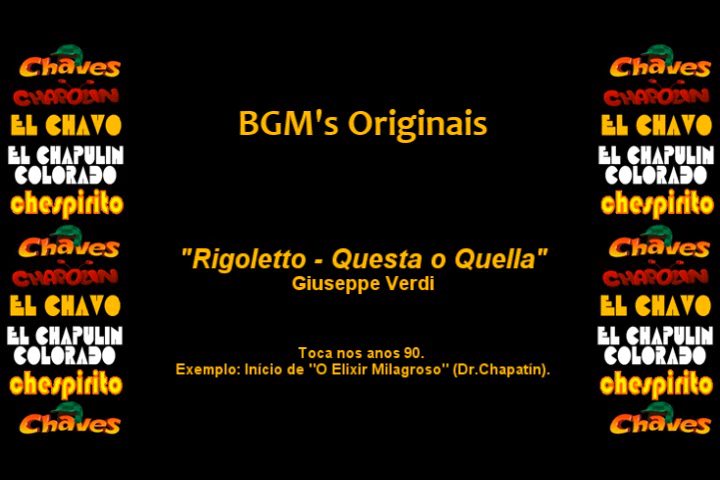 Chaves
CHAPOLIN
EL CHAVO
EL CHAPULIN
COLORADO
chespirito
Chaves
CHAPOLIN
EL CHAVO
EL CHAPULIN
COLORADO
chespirito
Chaves
BGM's Originais
"Rigoletto - Questa o Quella"
Giuseppe Verdi
Toca nos anos 90.
Exemplo: Início de "O Elixir Milagroso" (Dr.Chapatín).
Chaves
CHAPOLIN
EL CHAVO
EL CHAPULIN
COLORADO
chespirito
Chaves
CHAPOLIN
EL CHAVO
EL CHAPULIN
COLORADO
chespirito
Chaves